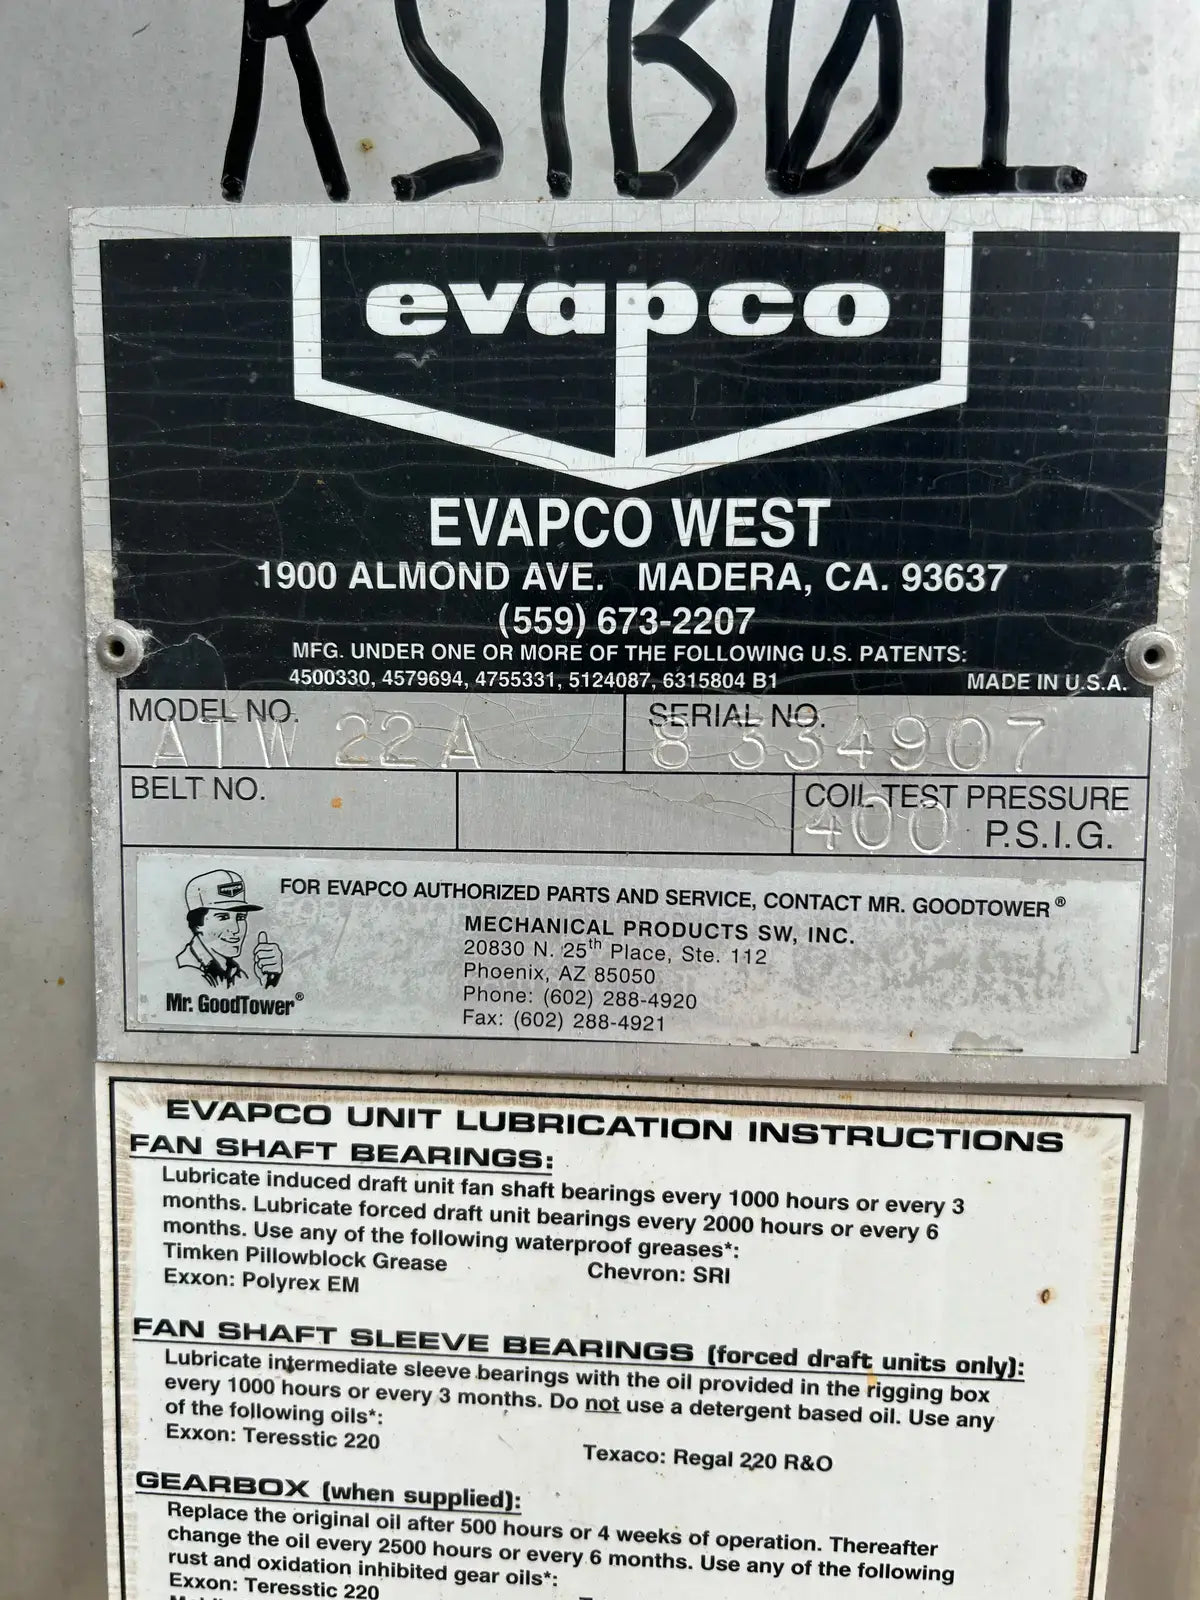 RSTBØ1
evapco
EVAPCO WEST
1900 ALMOND AVE. MADERA, CA. 93637
(559) 673-2207
MFG. UNDER ONE OR MORE OF THE FOLLOWING U.S. PATENTS:
4500330, 4579694, 4755331, 5124087, 6315804 B1 MADE IN U.S.A.
MODEL NO. SERIAL NO.
ATW 22A 8 334907
BELT NO. COIL TEST PRESSURE
400 P.S.I.G.
FOR EVAPCO AUTHORIZED PARTS AND SERVICE, CONTACT MR. GOODTOWER®
MECHANICAL PRODUCTS SW, INC.
20830 N. 25th Place, Ste. 112
Phoenix, AZ 85050
Phone: (602) 288-4920
Fax: (602) 288-4921
evapco
Mr. GoodTower®
EVAPCO UNIT LUBRICATION INSTRUCTIONS
FAN SHAFT BEARINGS:
Lubricate induced draft unit fan shaft bearings every 1000 hours or every 3
months. Lubricate forced draft unit bearings every 2000 hours or every 6
months. Use any of the following waterproof greases*:
Timken Pillowblock Grease Chevron: SRI
Exxon: Polyrex EM
FAN SHAFT SLEEVE BEARINGS (forced draft units only):
Lubricate intermediate sleeve bearings with the oil provided in the rigging box
every 1000 hours or every 3 months. Do not use a detergent based oil. Use any
of the following oils*:
Exxon: Teresstic 220 Texaco: Regal 220 R&O
GEARBOX (when supplied):
Replace the original oil after 500 hours or 4 weeks of operation. Thereafter
change the oil every 2500 hours or every 6 months. Use any of the following
rust and oxidation inhibited gear oils*:
Exxon: Teresstic 220